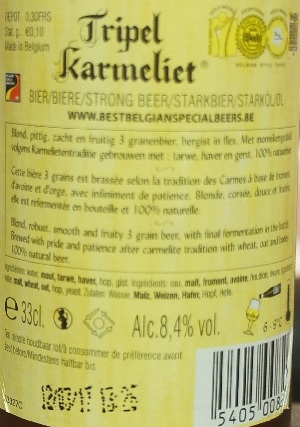 DEPOT 0,30FRS
Stat. g. €0,10
Made in Belgium
Tripel
Karmeliet
BIER/BIERE/STRONG BEER/STARKBIER/STARKÖL/ØL
WWW.BESTBELGIANSPECIALBEERS.BE
Blond, pittig, zacht en fruitig 3 granenbier, hergist in fles. Met
volgens Karmelietentraditie gebrouwen met : tarwe, haver en gerst. 100% natuurbier.
Cette bière 3 grains est brassée selon la tradition des Carmes à base de froment,
d'avoine et d'orge, avec infiniment de patience. Blonde, corsée, douce et fruitée,
elle est refermentée en bouteille et 100% naturelle.
Blond, robust, smooth and fruity 3 grain beer, with final fermentation in the bottle.
Brewed with pride and patience after carmelite tradition with wheat, oat and barley.
100% Natural Beer.
water, mout, tarwe, haver, hop, gist eau, malt, froment, avoine, houblon,
malt, wheat, oat, hop, yeast. Zutaten: Wasser, Malz, Weizen, Hafer, Hopf, Hefe.
e 33cl.
Alc.8,4% vol.
6 - 9°C
Ten minste houdbaar tot/à consommer de préférence avant
Best before/Mindestens haltbar bis
5405 008